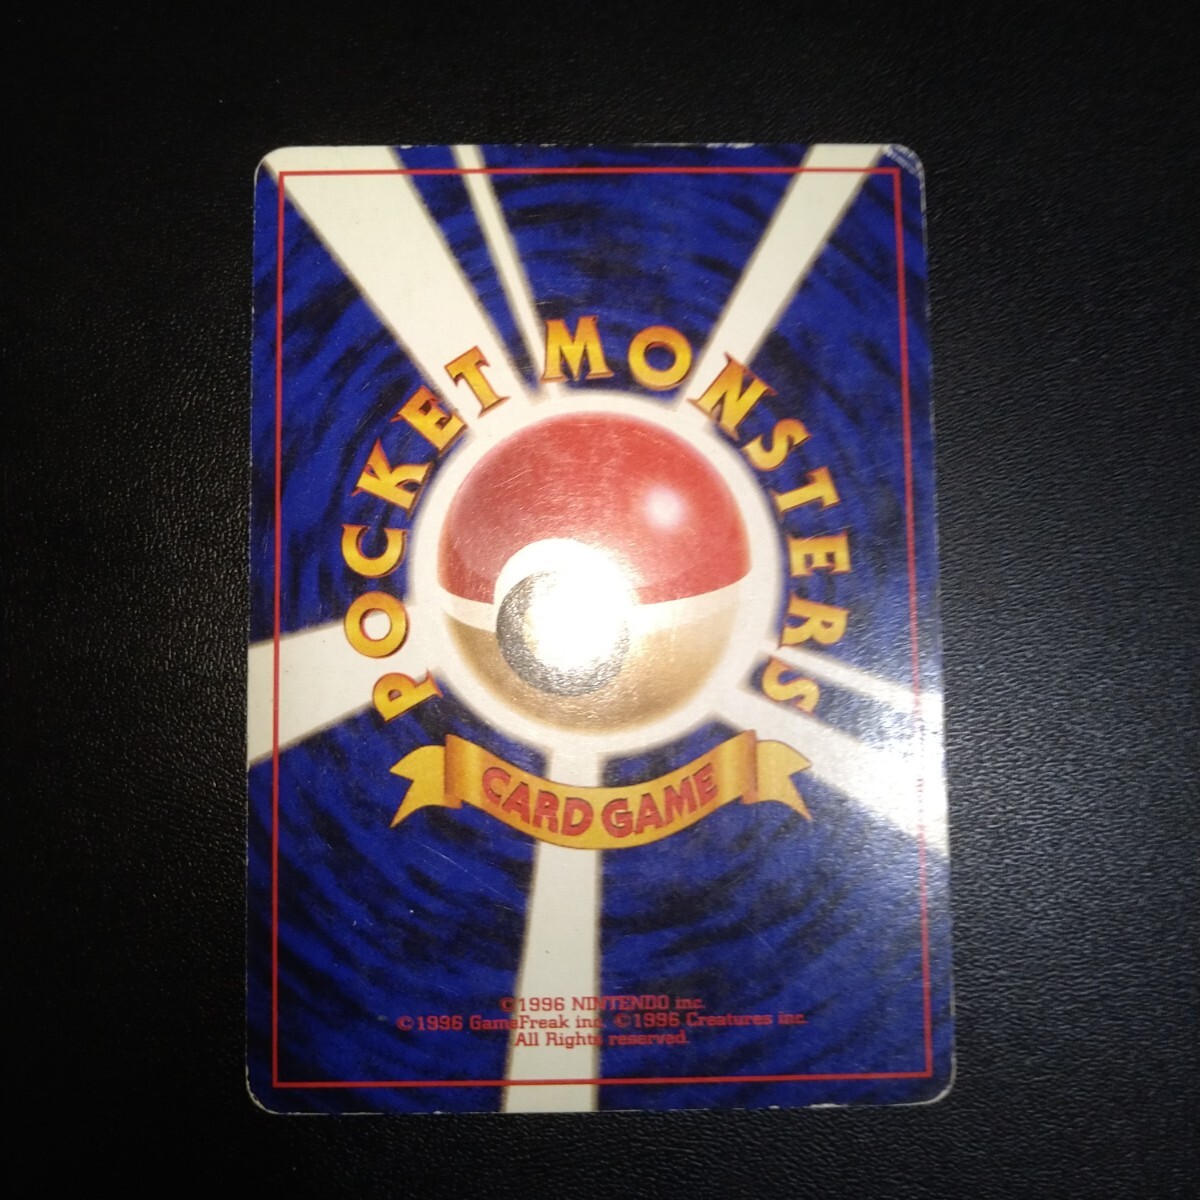 POCKET MONSTERS
CARD GAME
©1996 NINTENDO inc.
©1996 GameFreak inc. ©1996 Creatures inc.
All Rights reserved.